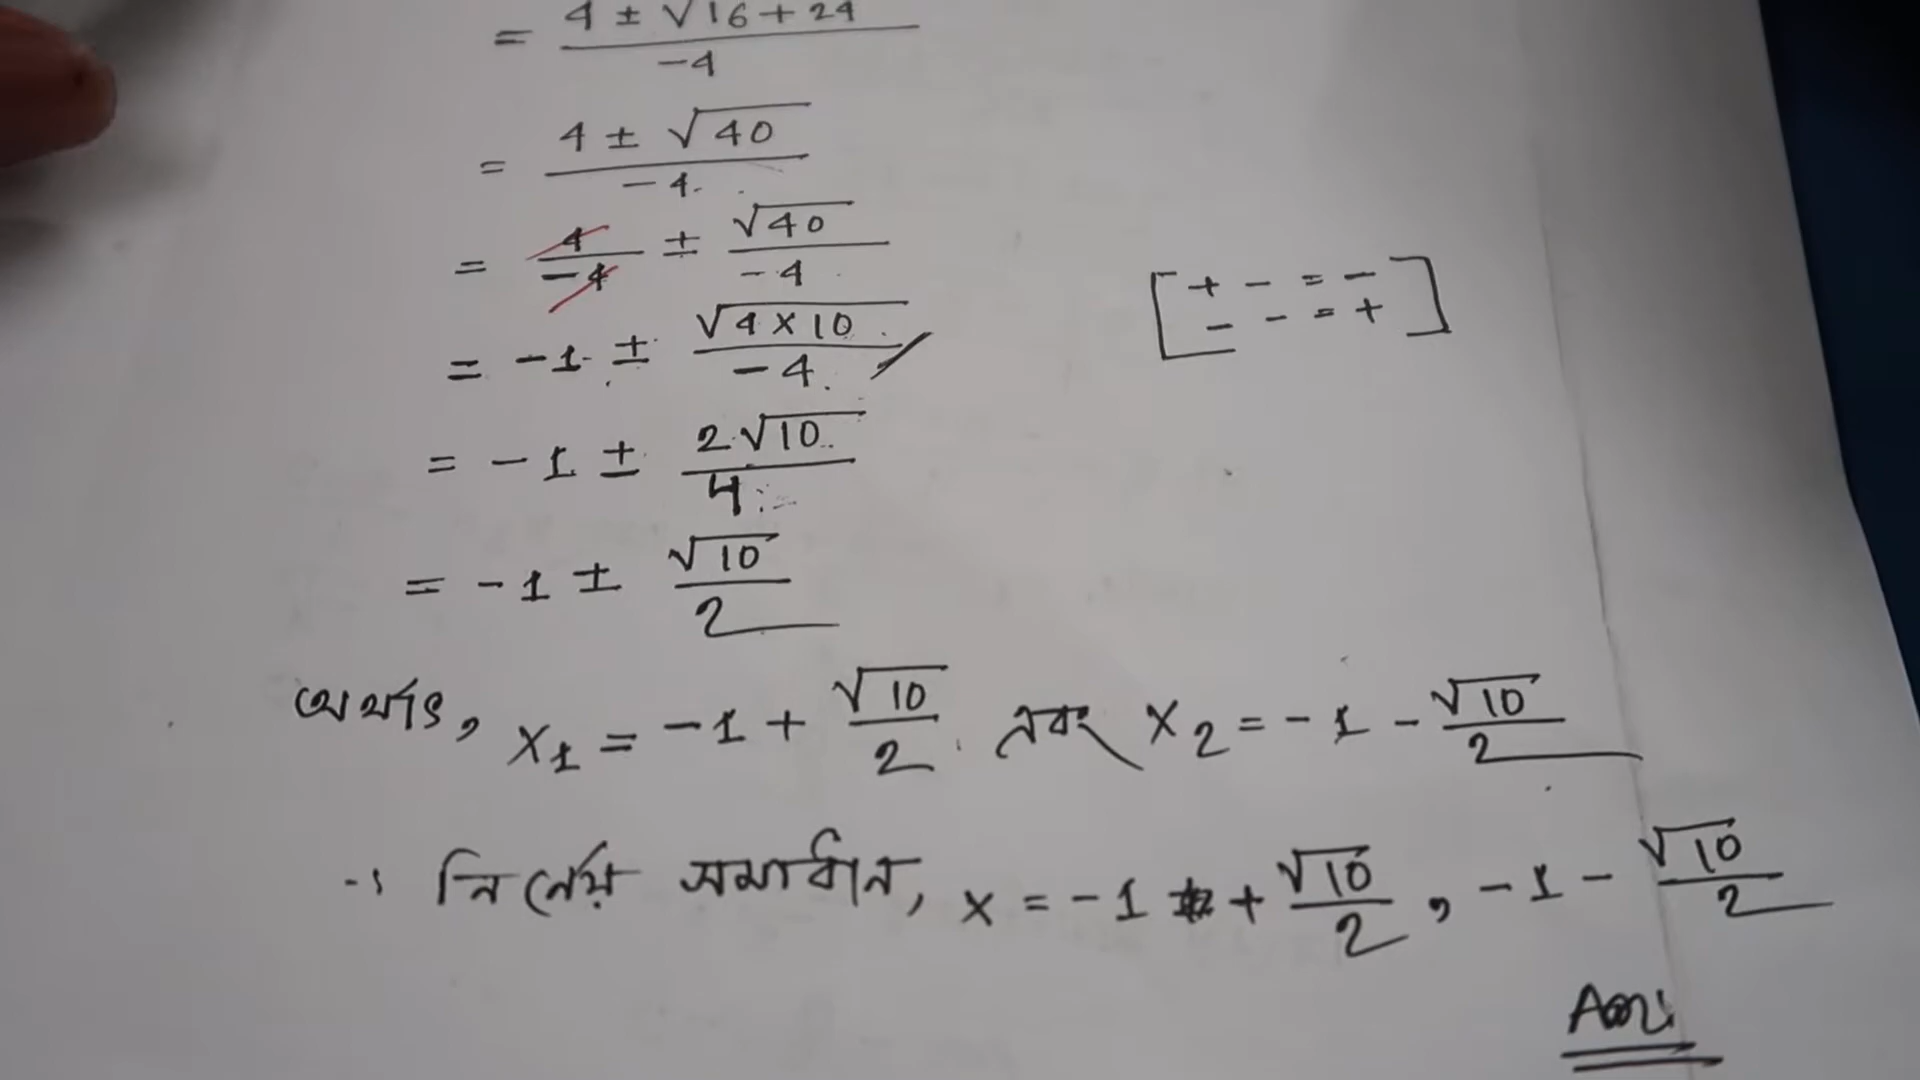 = 4 ± √16 + 24 / -4
= 4 ± √40 / -4
= 4/-4 ± √40 / -4
= -1 ± √4 × 10 / -4
[+ - = -
- - = +]
= -1 ± 2√10 / 4
= -1 ± √10 / 2
অর্থাৎ, x₁ = -1 + √10 / 2 এবং x₂ = -1 - √10 / 2
∴ নির্ণেয় সমাধান, x = -1 + √10 / 2 , -1 - √10 / 2
Ans: